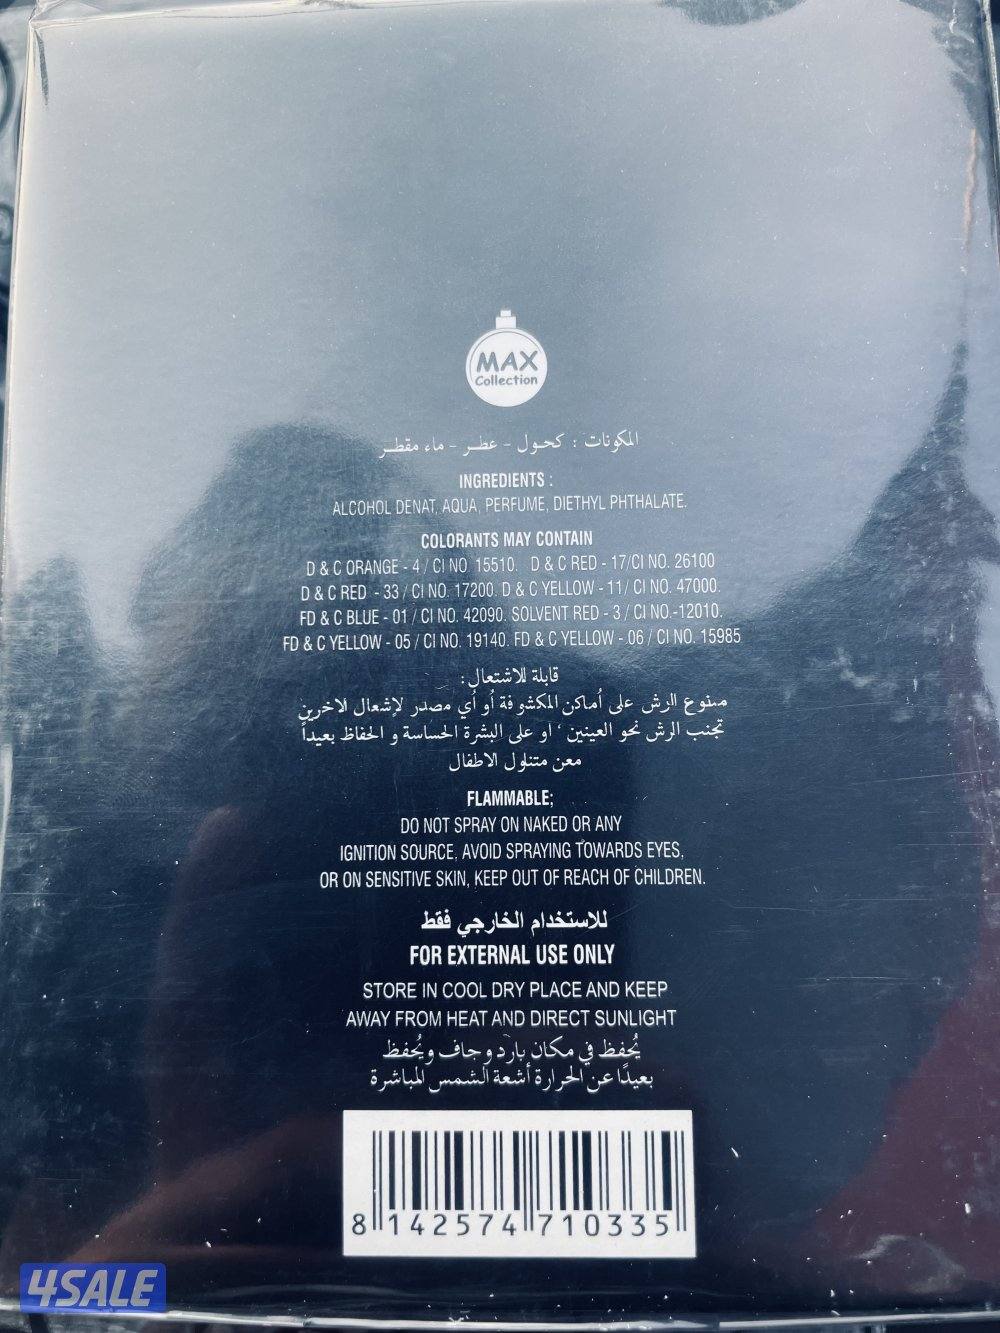 MAX
Collection
المكونات : كحول - عطر - ماء مقطر
INGREDIENTS :
ALCOHOL DENAT, AQUA, PERFUME, DIETHYL PHTHALATE.
COLORANTS MAY CONTAIN
D & C ORANGE - 4 / CI NO. 15510. D & C RED - 17/CI NO. 26100
D & C RED - 33 / CI NO. 17200. D & C YELLOW - 11/ CI NO. 47000.
FD & C BLUE - 01 / CI NO. 42090. SOLVENT RED - 3 / CI NO.-12010.
FD & C YELLOW - 05 / CI NO. 19140. FD & C YELLOW -.06 / CI NO. 15985
قابلة للاشتعال:
ممنوع الرش على أماكن المكشوفة أو أي مصدر لإشعال لاخرين
تجنب الرش نحو العينين ' او على البشرة الحساسة و الحفاظ بعيداً
معن متناول الاطفال
FLAMMABLE;
DO NOT SPRAY ON NAKED OR ANY
IGNITION SOURCE, AVOID SPRAYING TOWARDS EYES,
OR ON SENSITIVE SKIN, KEEP OUT OF REACH OF CHILDREN.
للاستخدام الخارجي فقط
FOR EXTERNAL USE ONLY
STORE IN COOL DRY PLACE AND KEEP
AWAY FROM HEAT AND DIRECT SUNLIGHT
يُحفظ في مكان بارد وجاف ويُحفظ
بعيدًا عن الحرارة أشعة الشمس المباشرة
8 142574 710335
4SALE